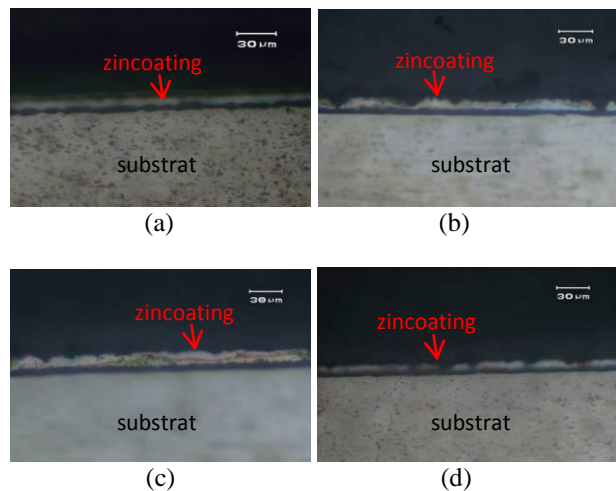 30 µm
zincoating
substrat
(a)
30 µm
zincoating
substrat
(b)
30 µm
zincoating
substrat
(c)
30 µm
zincoating
substrat
(d)